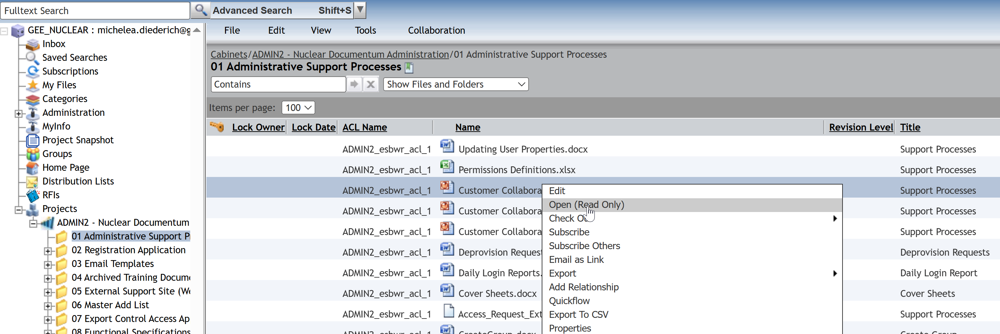 Fulltext Search
Advanced Search Shift+S
GEE_NUCLEAR : michelea.diederich@g
Inbox
Saved Searches
Subscriptions
My Files
Categories
Administration
MyInfo
Project Snapshot
Groups
Home Page
Distribution Lists
RFIs
Projects
ADMIN2 - Nuclear Documentum
01 Administrative Support P
02 Registration Application
03 Email Templates
04 Archived Training Docum
05 External Support Site (We
06 Master Add List
07 Export Control Access Ap
08 Functional Specifications
File Edit View Tools Collaboration
Cabinets/ADMIN2 - Nuclear Documentum Administration/01 Administrative Support Processes
01 Administrative Support Processes
Contains Show Files and Folders
Items per page: 100
Lock Owner Lock Date ACL Name Name Revision Level Title
ADMIN2_esbwr_acl_1 Updating User Properties.docx Support Processes
ADMIN2_esbwr_acl_1 Permissions Definitions.xlsx Support Processes
ADMIN2_esbwr_acl_1 Customer Collabora Support Processes
ADMIN2_esbwr_acl_1 Customer Collabora Support Processes
ADMIN2_esbwr_acl_1 Customer Collabora Support Processes
ADMIN2_esbwr_acl_1 Deprovision Request Deprovision Requests
ADMIN2_esbwr_acl_1 Daily Login Reports. Daily Login Report
ADMIN2_esbwr_acl_1 Cover Sheets.docx Cover Sheets
ADMIN2_esbwr_acl_1 Access_Request_Ext Support Processes
ADMIN2_esbwr_acl_1 CreateGroup.docx Create Group
Edit
Open (Read Only)
Check O
Subscribe
Subscribe Others
Email as Link
Export
Add Relationship
Quickflow
Export To CSV
Properties